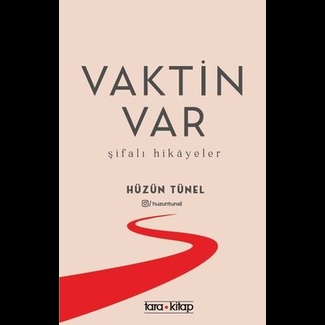 VAKTİN
VAR
şifalı hikâyeler
HÜZÜN TÜNEL
/huzuntunel
tara•kitap